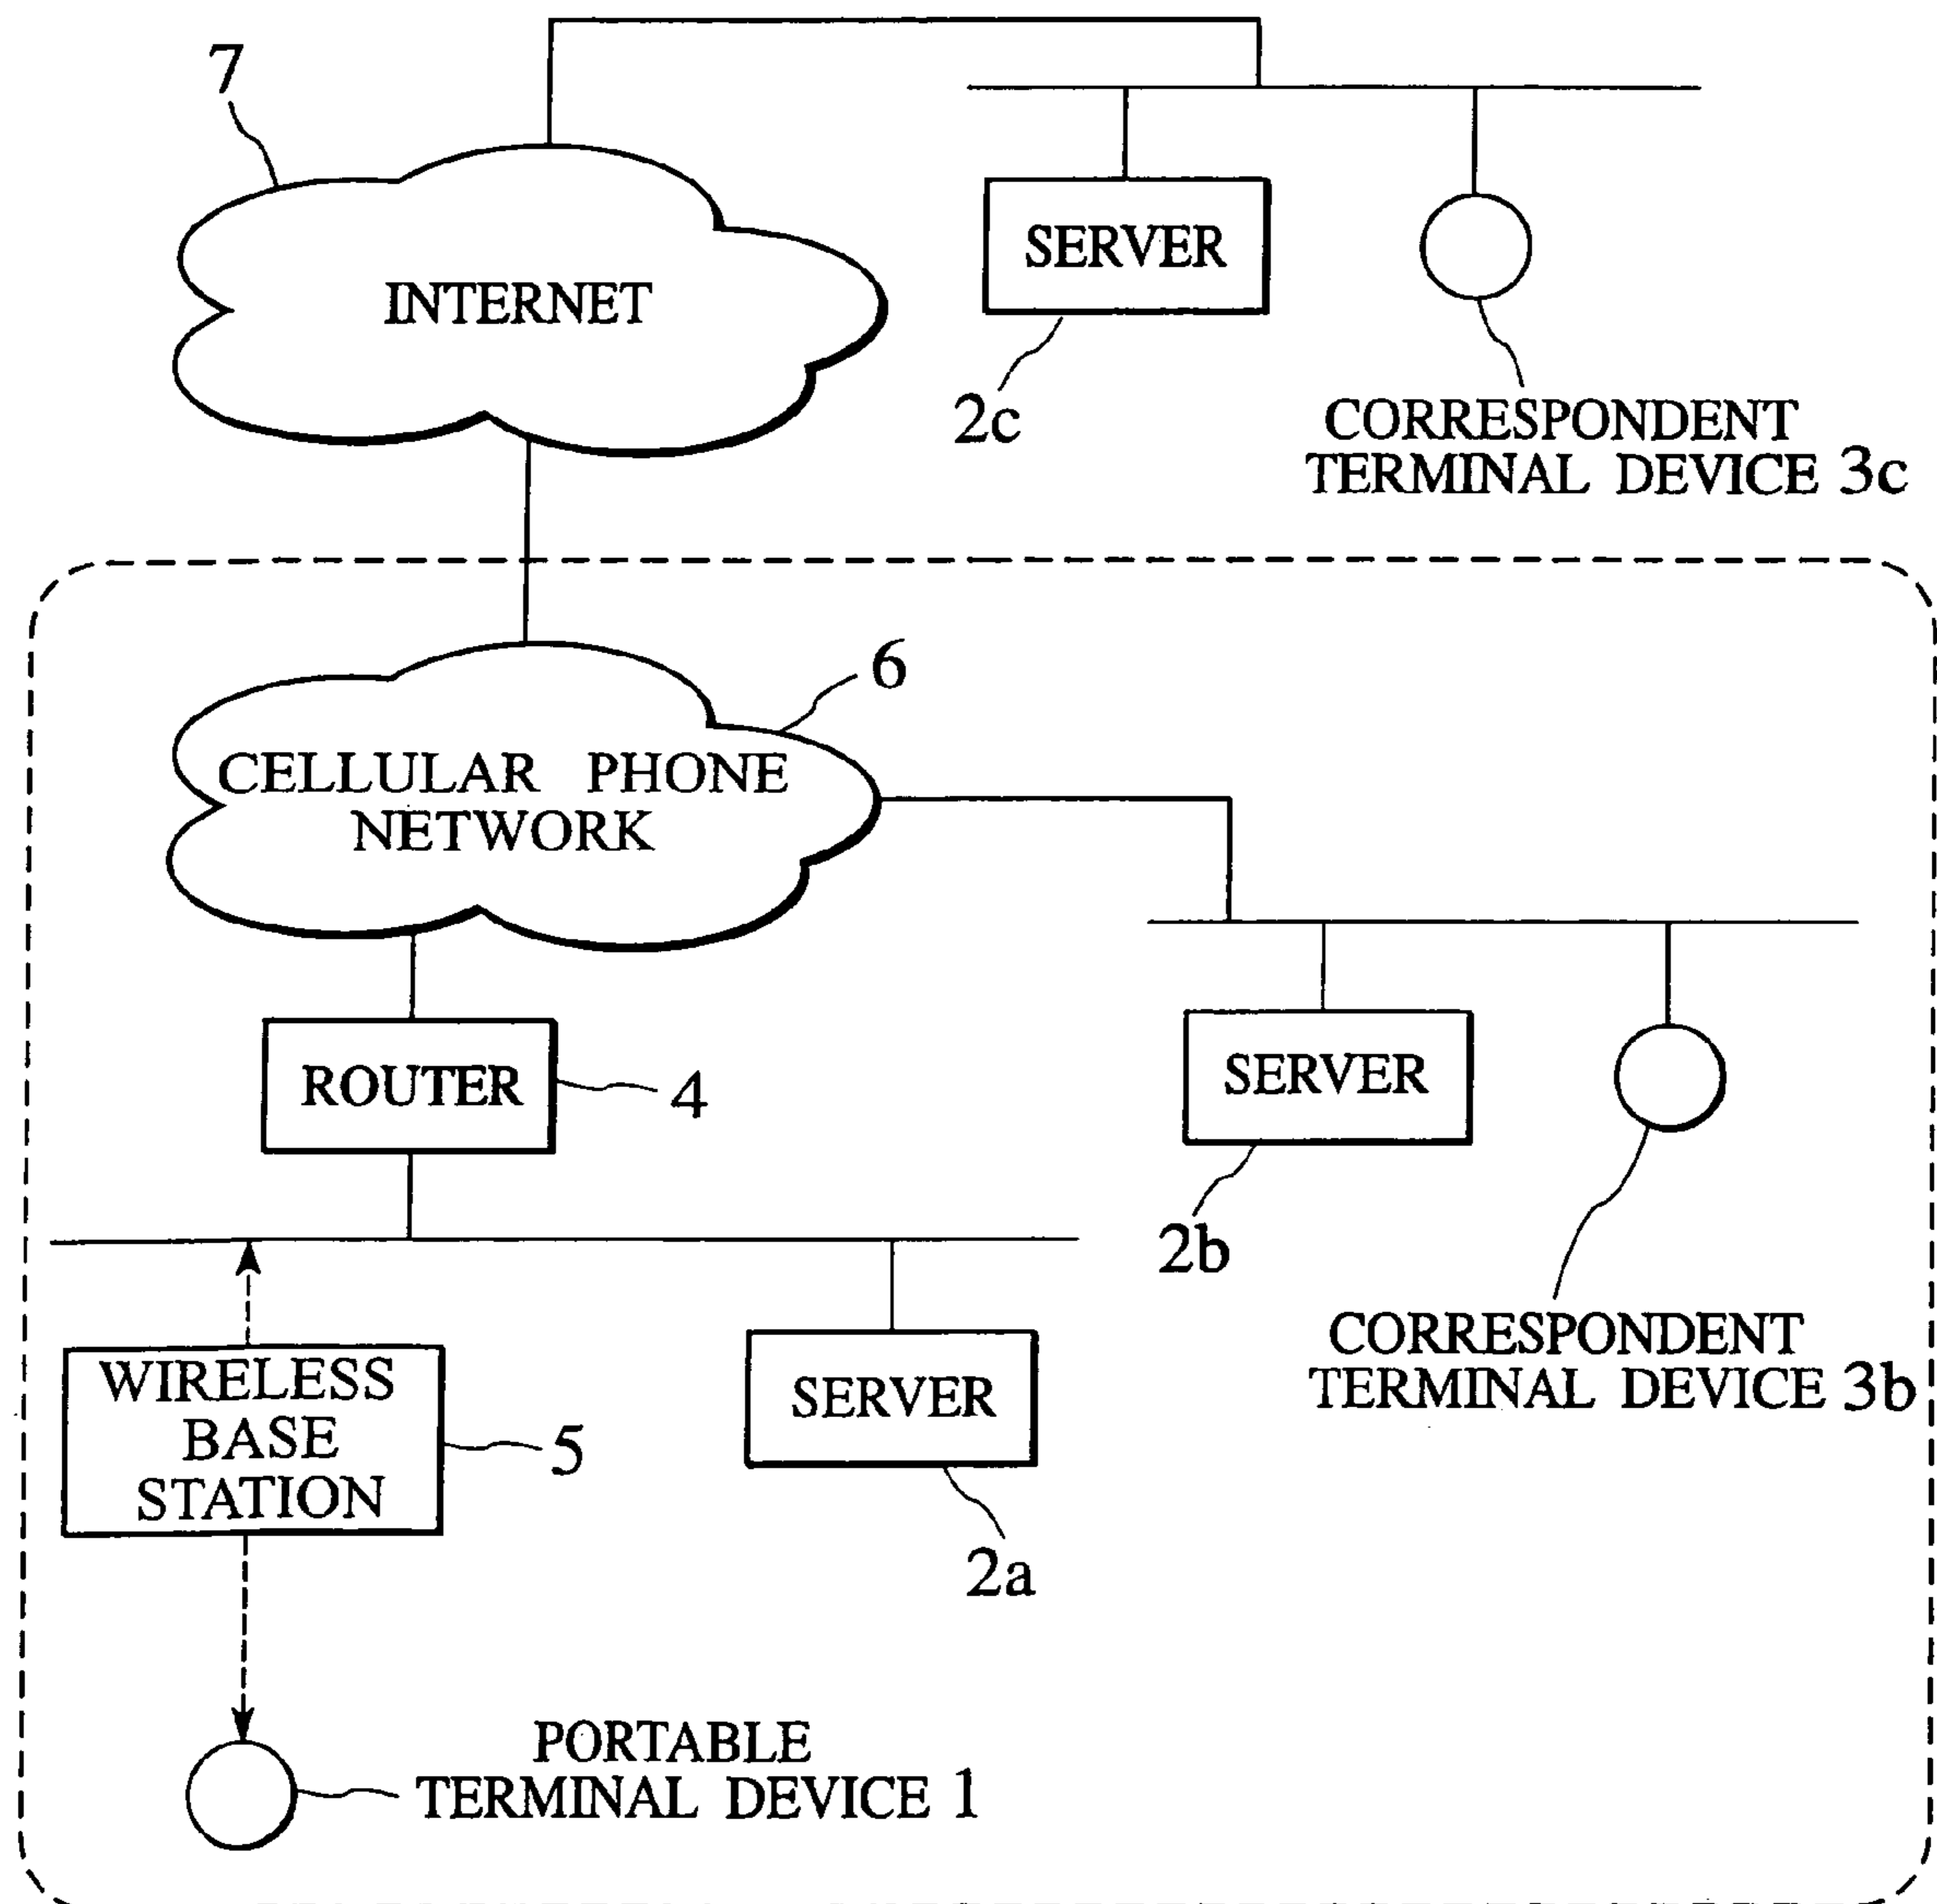 7
INTERNET
SERVER
2c
CORRESPONDENT
TERMINAL DEVICE 3c
6
CELLULAR PHONE
NETWORK
ROUTER
4
SERVER
2b
CORRESPONDENT
TERMINAL DEVICE 3b
WIRELESS
BASE
STATION
5
SERVER
2a
PORTABLE
TERMINAL DEVICE 1